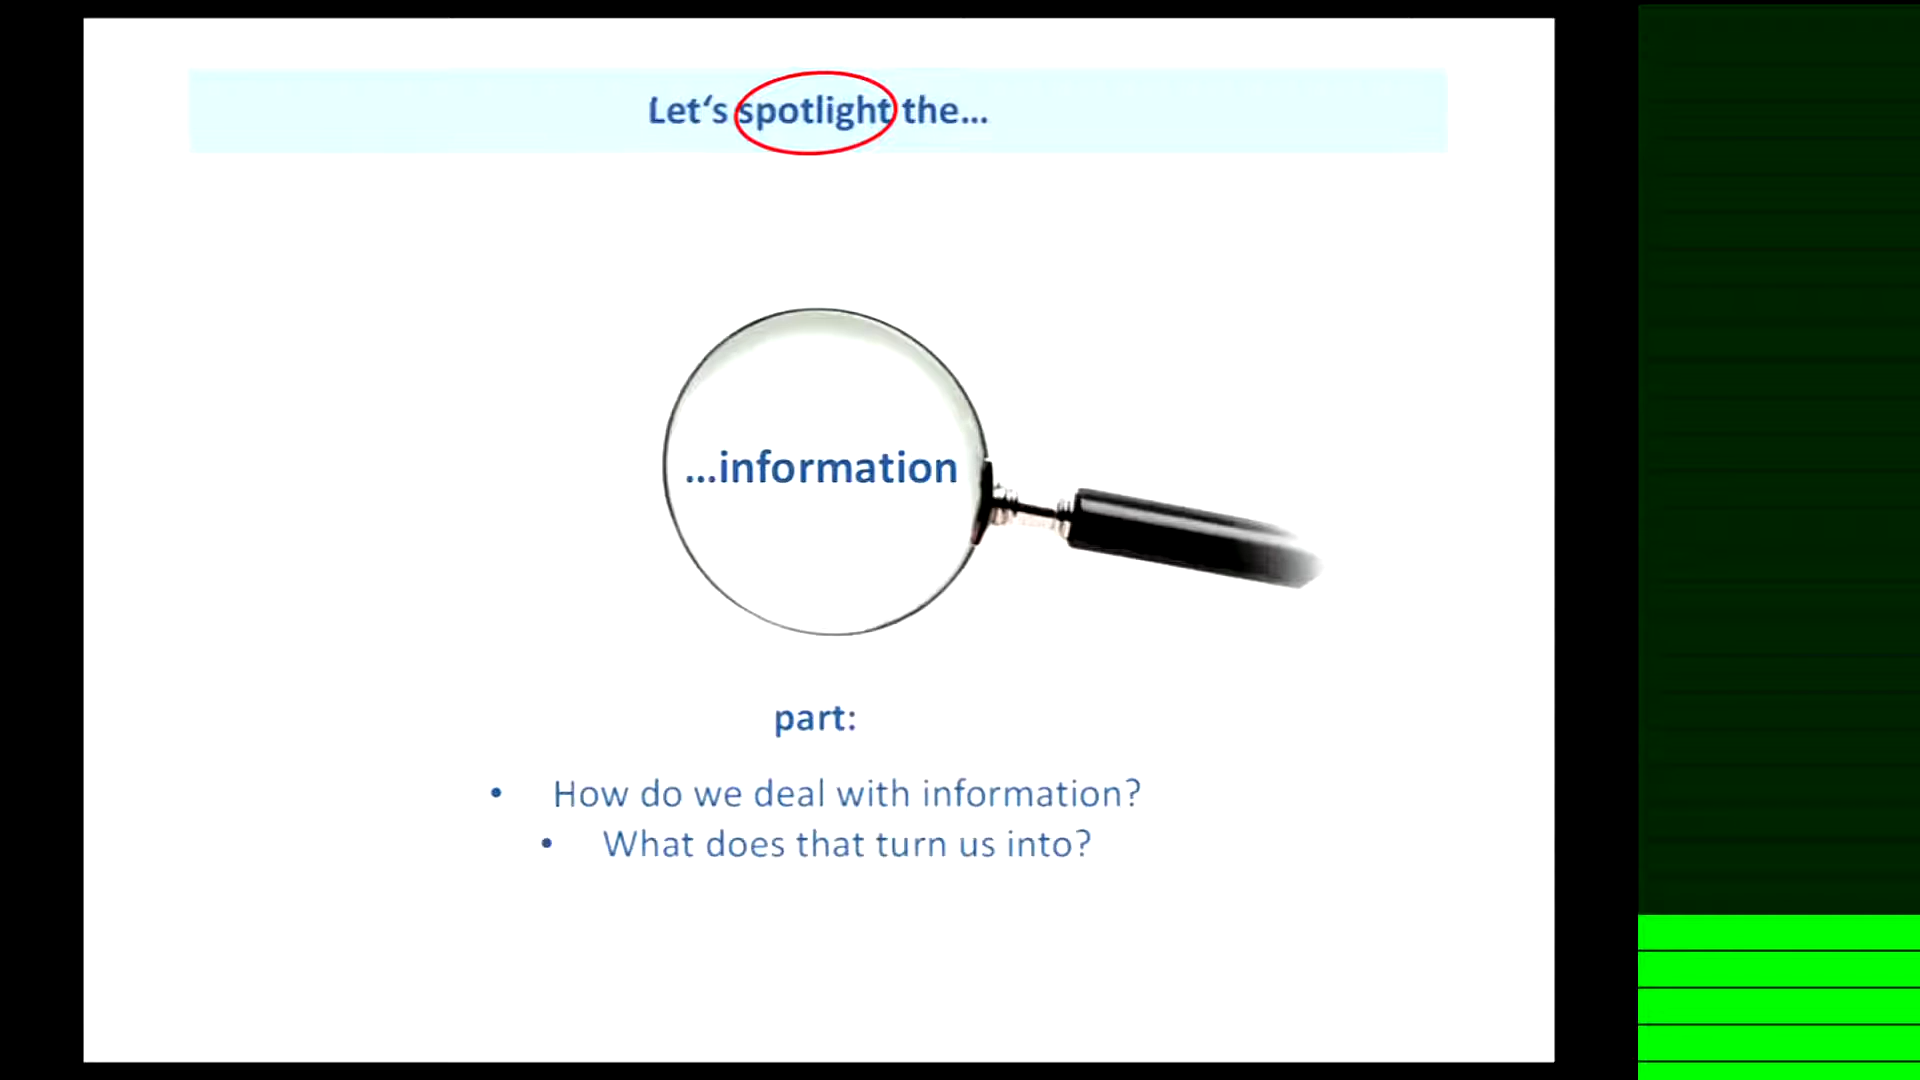 Let‘s spotlight the...
...information
part:
• How do we deal with information?
• What does that turn us into?